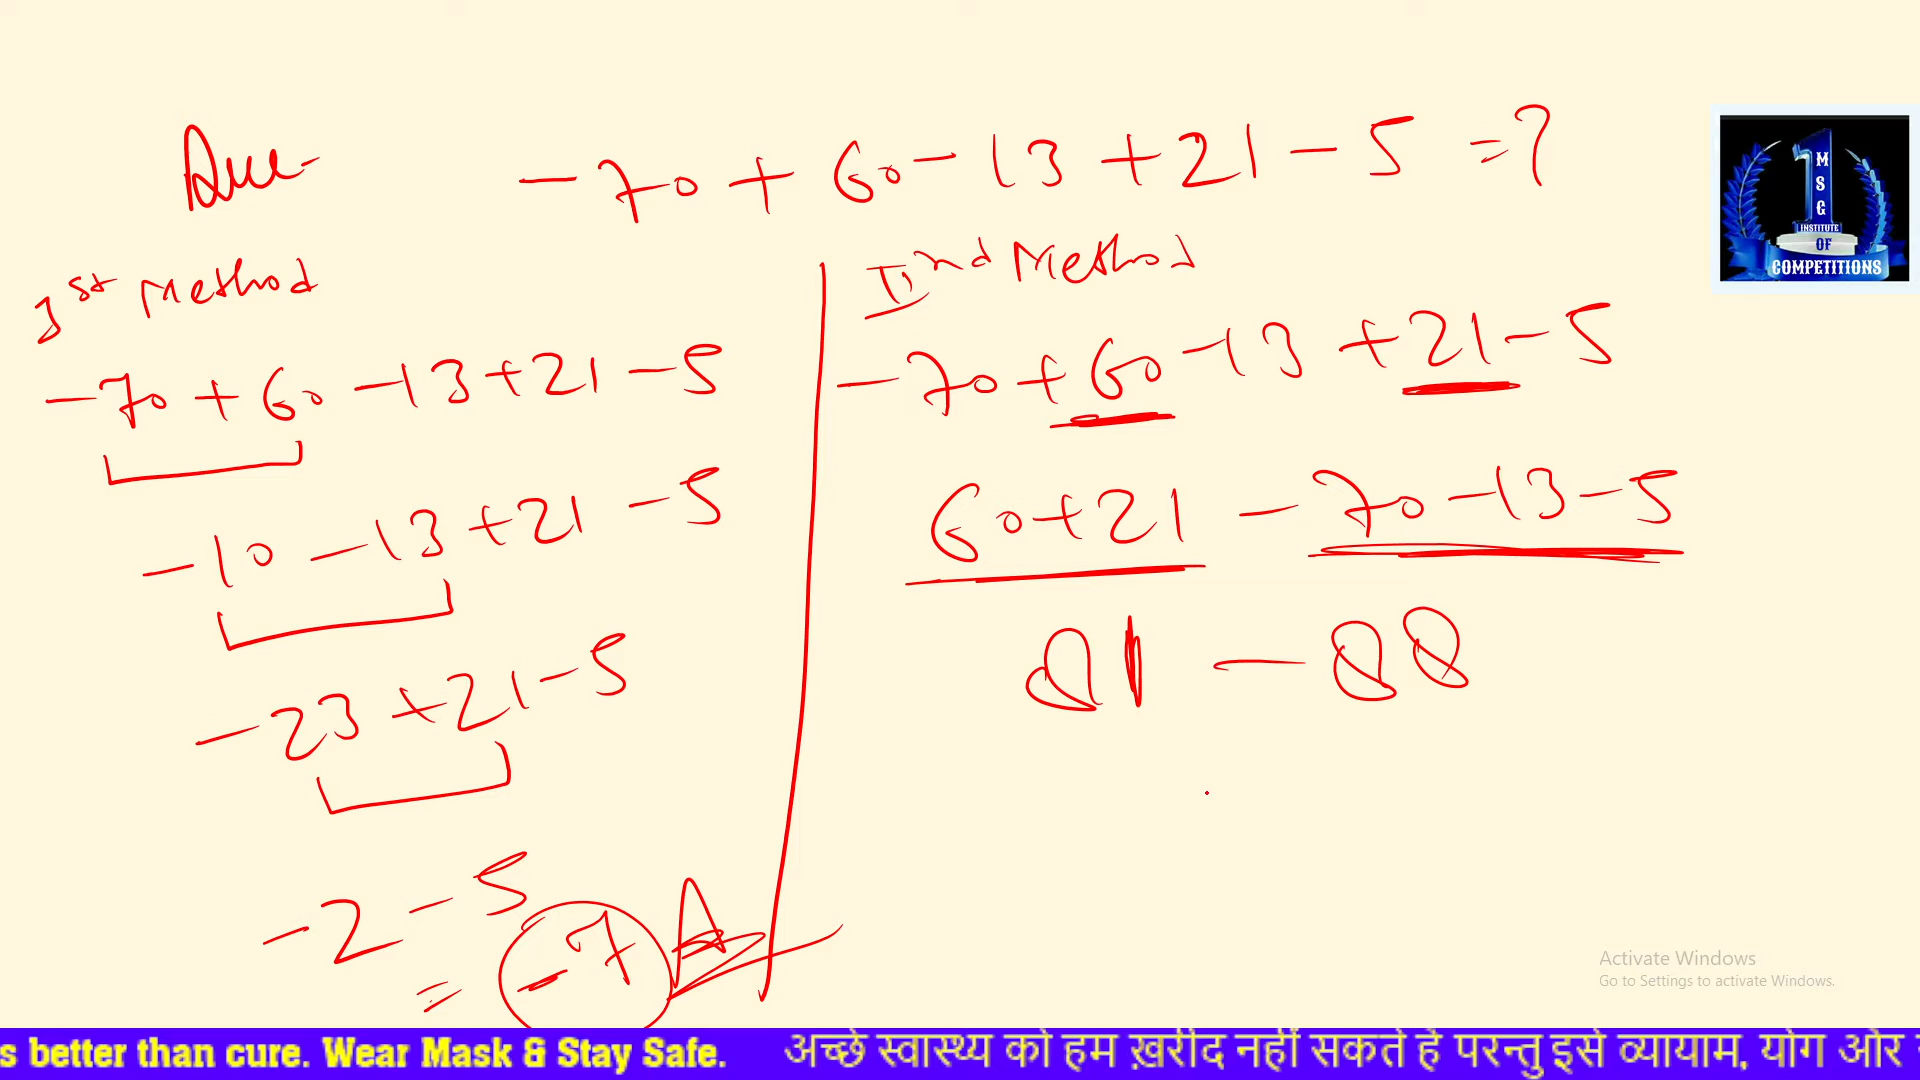 Que -70+60-13+21-5 =?
1st Method
-70+60-13+21-5
-10-13+21-5
-23+21-5
-2-5
= -7 A
IInd Method
-70+60-13+21-5
60+21-70-13-5
81-88
1
MSG
INSTITUTE
OF
COMPETITIONS
Activate Windows
Go to Settings to activate Windows.
s better than cure. Wear Mask & Stay Safe. अच्छे स्वास्थ्य को हम ख़रीद नहीं सकते है परन्तु इसे व्यायाम, योग और